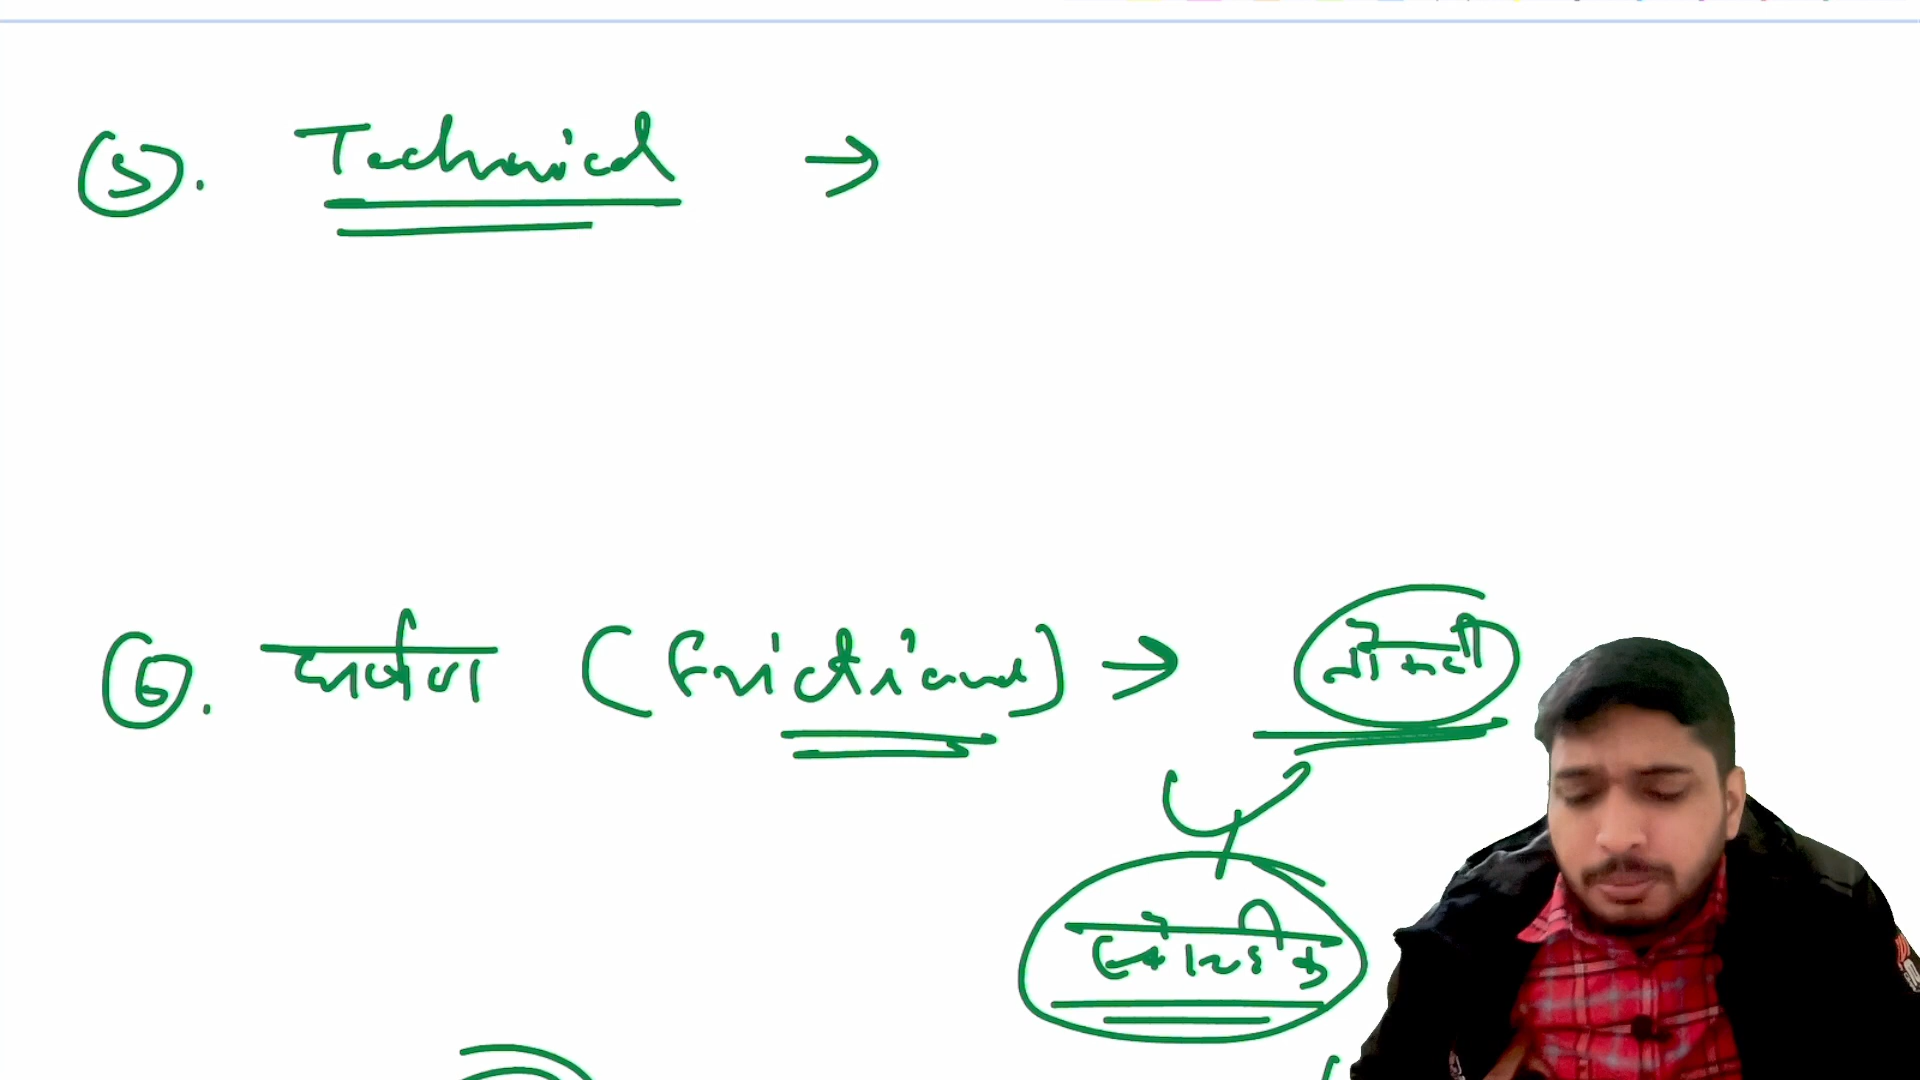 (5). Technical →
(6). घर्षण (frictional) → नौकरी